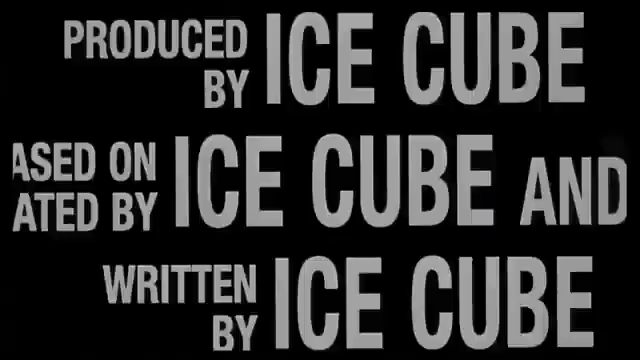 PRODUCED BY ICE CUBE
ASED ON ATED BY ICE CUBE AND
WRITTEN BY ICE CUBE